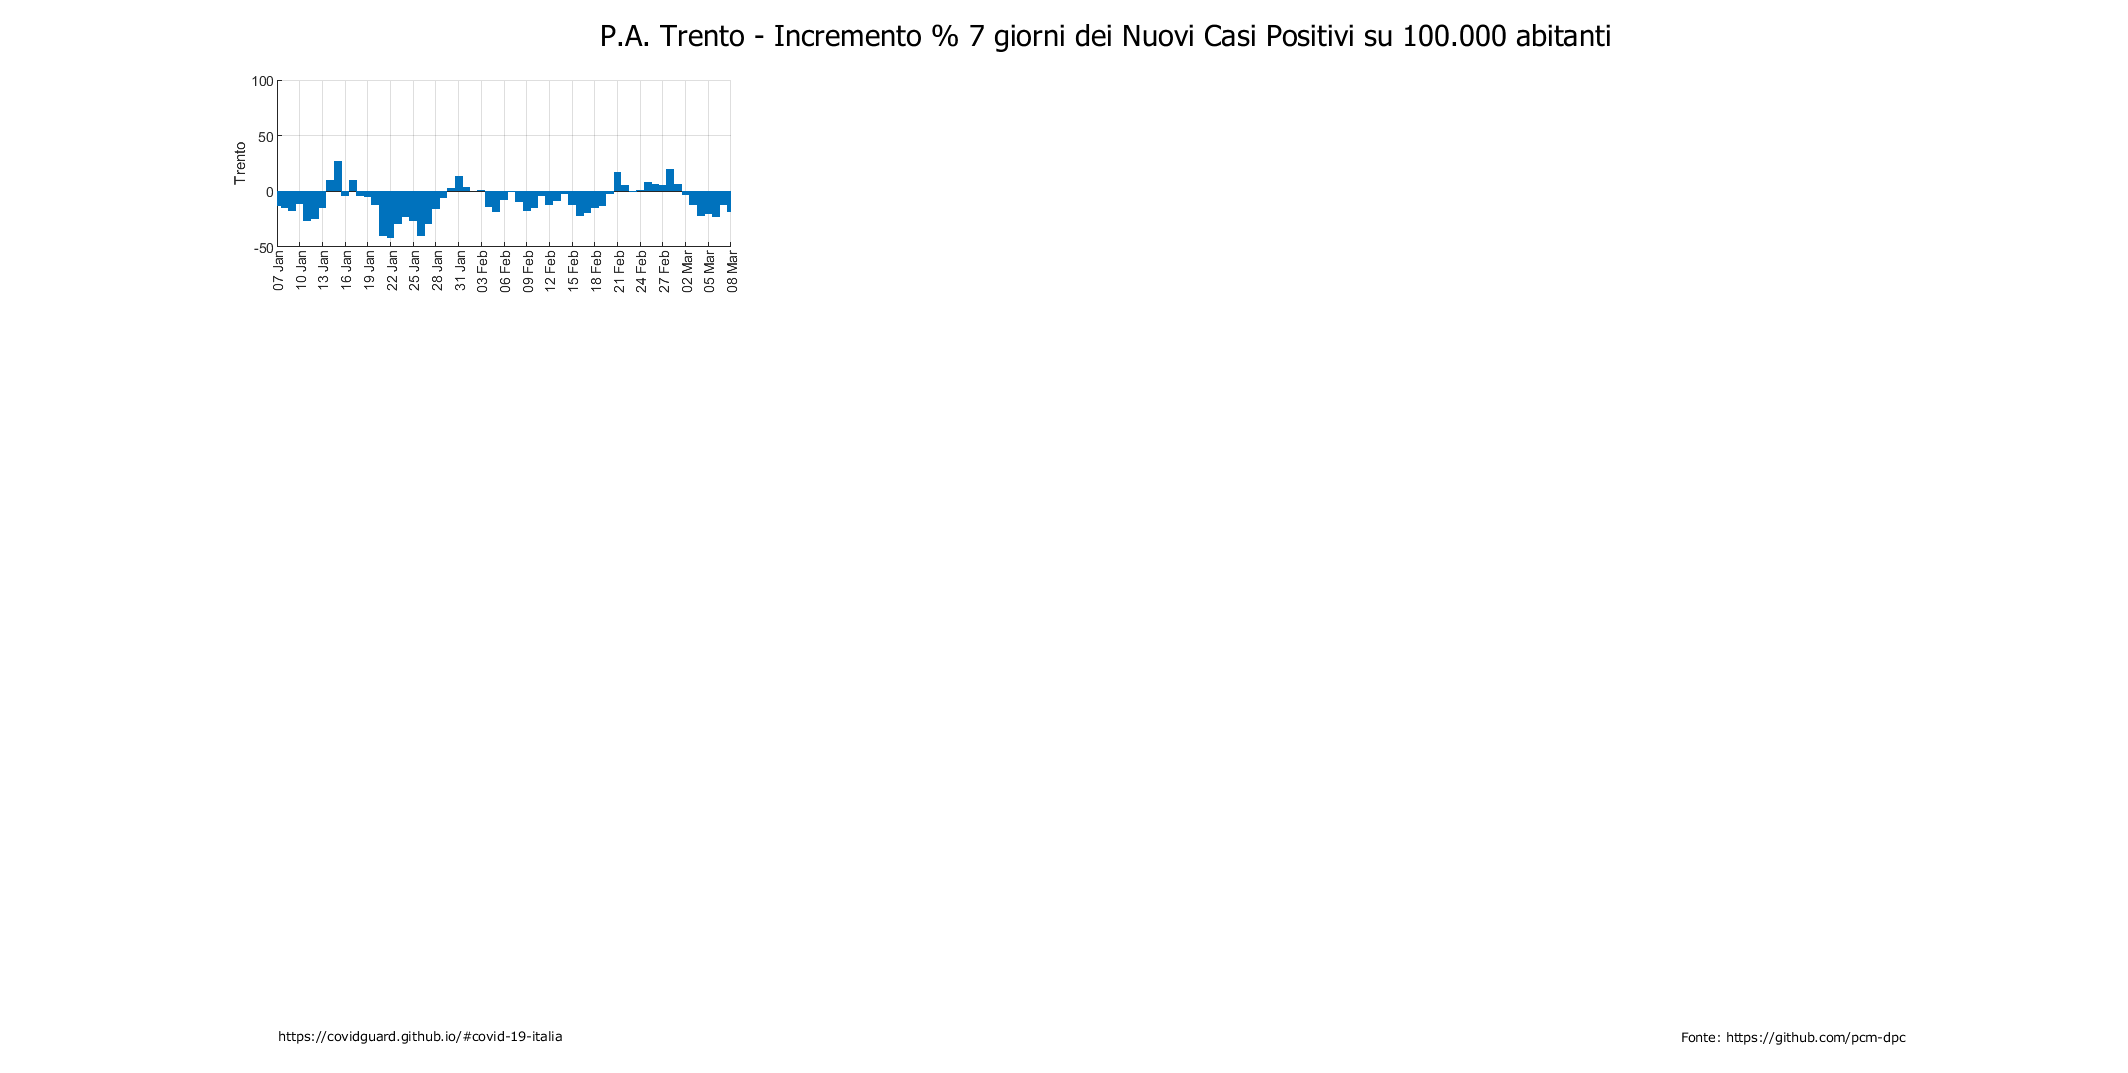 P.A. Trento - Incremento % 7 giorni dei Nuovi Casi Positivi su 100.000 abitanti
100
50
0
-50
Trento
07 Jan
10 Jan
13 Jan
16 Jan
19 Jan
22 Jan
25 Jan
28 Jan
31 Jan
03 Feb
06 Feb
09 Feb
12 Feb
15 Feb
18 Feb
21 Feb
24 Feb
27 Feb
02 Mar
05 Mar
08 Mar
https://covidguard.github.io/#covid-19-italia
Fonte: https://github.com/pcm-dpc